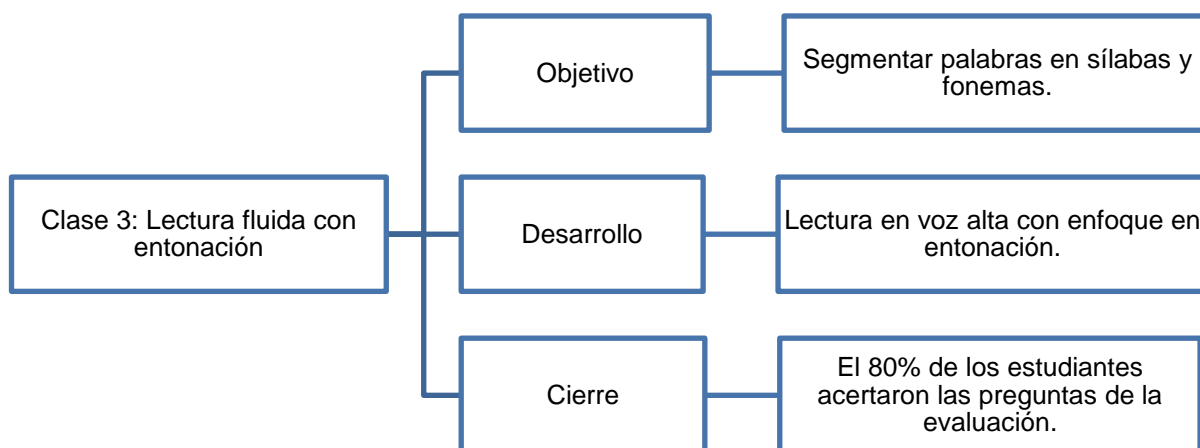 Clase 3: Lectura fluida con
entonación
Objetivo
Segmentar palabras en sílabas y
fonemas.
Desarrollo
Lectura en voz alta con enfoque en
entonación.
Cierre
El 80% de los estudiantes
acertaron las preguntas de la
evaluación.